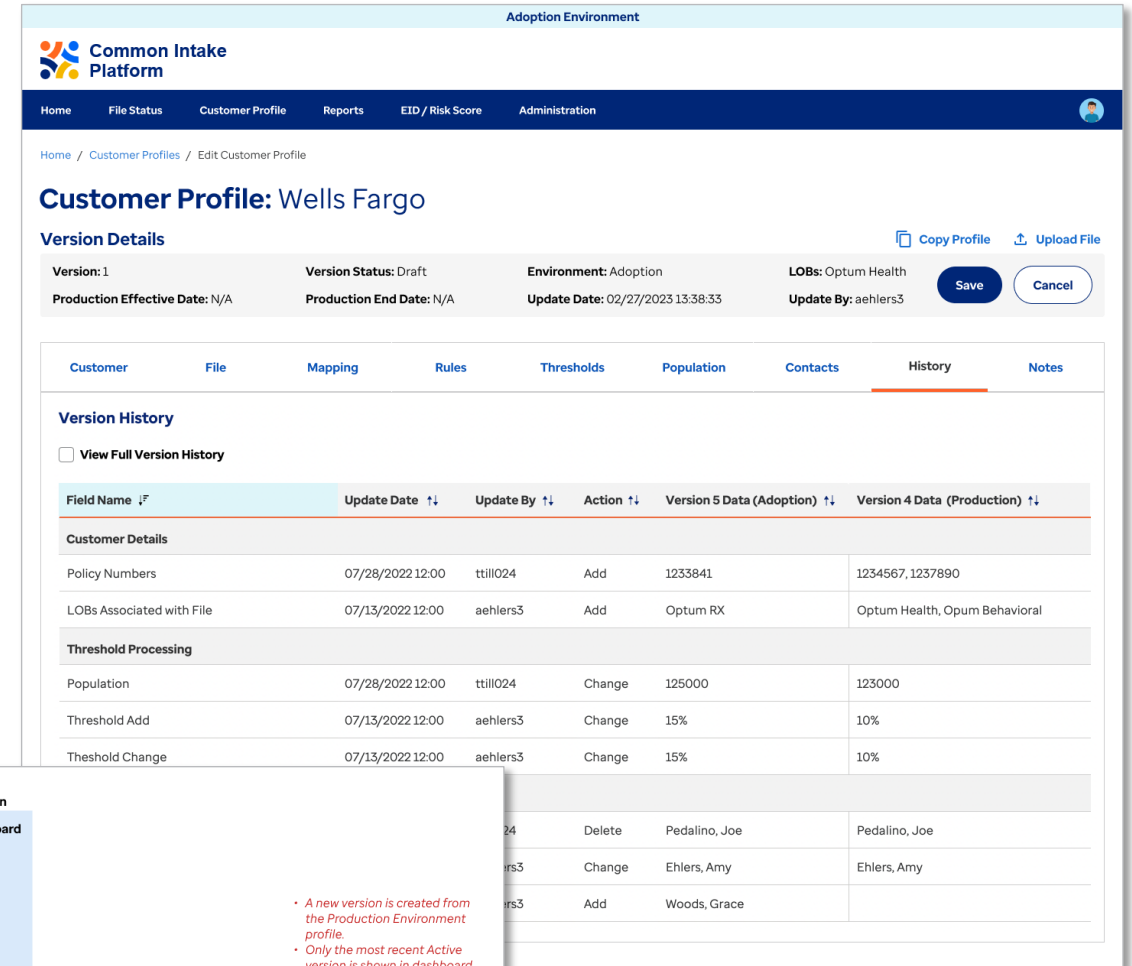 Adoption Environment
Common Intake
Platform
Home File Status Customer Profile Reports EID / Risk Score Administration
Home / Customer Profiles / Edit Customer Profile
Customer Profile: Wells Fargo
Version Details Copy Profile Upload File
Version: 1 Version Status: Draft Environment: Adoption LOBs: Optum Health
Production Effective Date: N/A Production End Date: N/A Update Date: 02/27/2023 13:38:33 Update By: aehlers3
Save Cancel
Customer File Mapping Rules Thresholds Population Contacts History Notes
Version History
View Full Version History
Field Name Update Date Update By Action Version 5 Data (Adoption) Version 4 Data (Production)
Customer Details
Policy Numbers 07/28/2022 12:00 ttill024 Add 1233841 1234567, 1237890
LOBs Associated with File 07/13/2022 12:00 aehlers3 Add Optum RX Optum Health, Opum Behavioral
Threshold Processing
Population 07/28/2022 12:00 ttill024 Change 125000 123000
Threshold Add 07/13/2022 12:00 aehlers3 Change 15% 10%
Theshold Change 07/13/2022 12:00 aehlers3 Change 15% 10%
24 Delete Pedalino, Joe Pedalino, Joe
rs3 Change Ehlers, Amy Ehlers, Amy
rs3 Add Woods, Grace
n
oard
• A new version is created from
the Production Environment
profile.
• Only the most recent Active
version is shown in dashboard